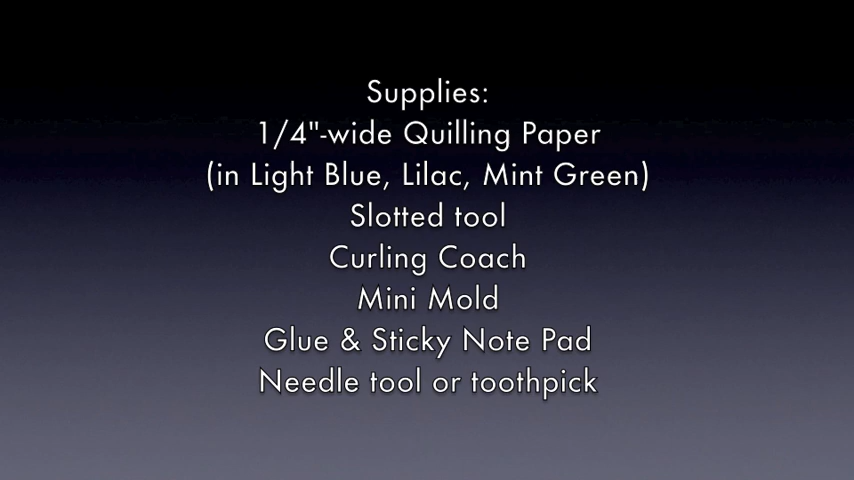 Supplies:
1/4"-wide Quilling Paper
(in Light Blue, Lilac, Mint Green)
Slotted tool
Curling Coach
Mini Mold
Glue & Sticky Note Pad
Needle tool or toothpick